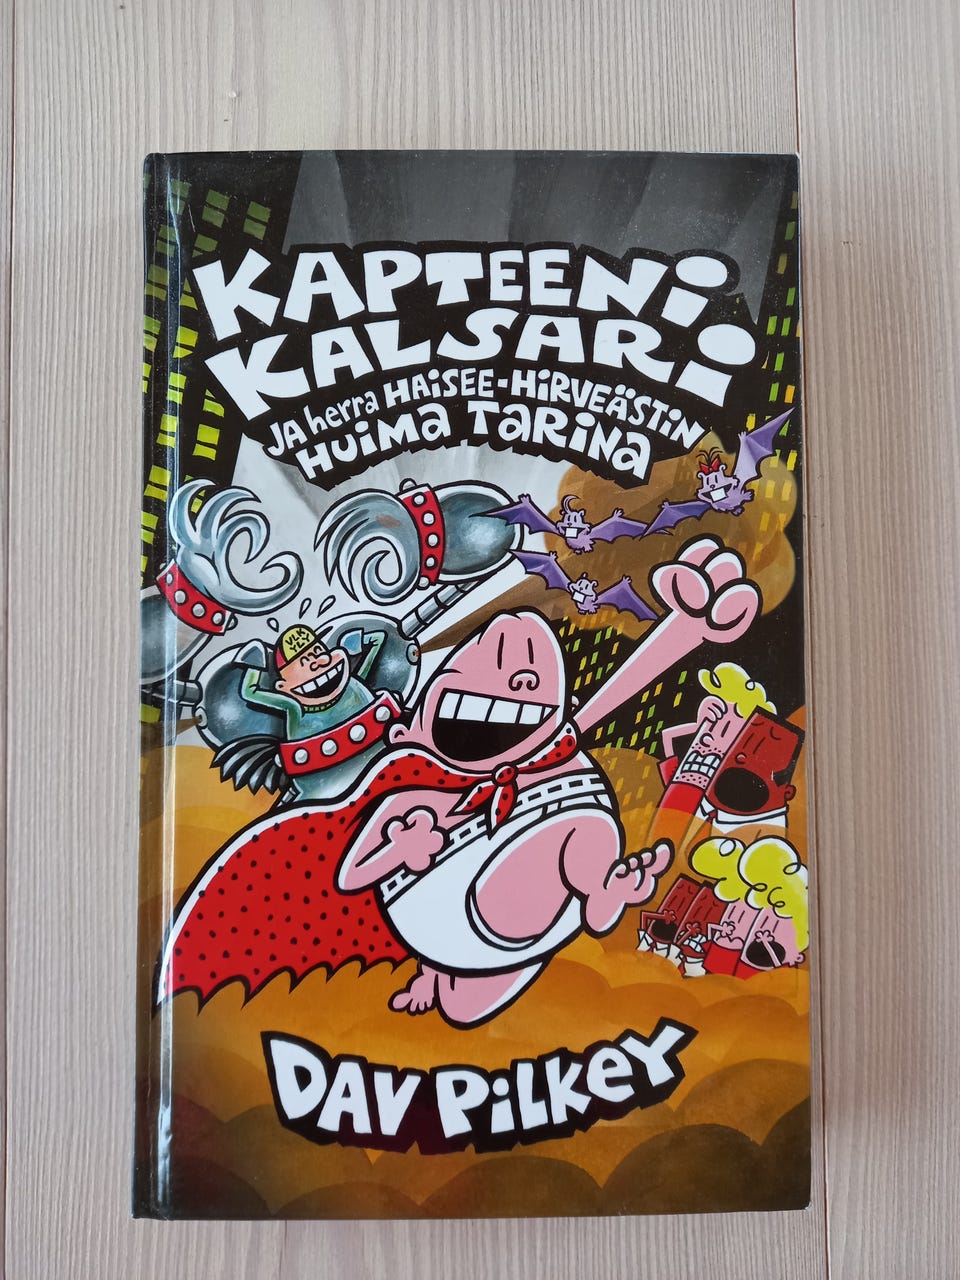 KAPTEENi
KALSARi
JA herra HAiSEE-HiRVEÄSTiN
HUiMa TaRiNa
DAV PiLKeY